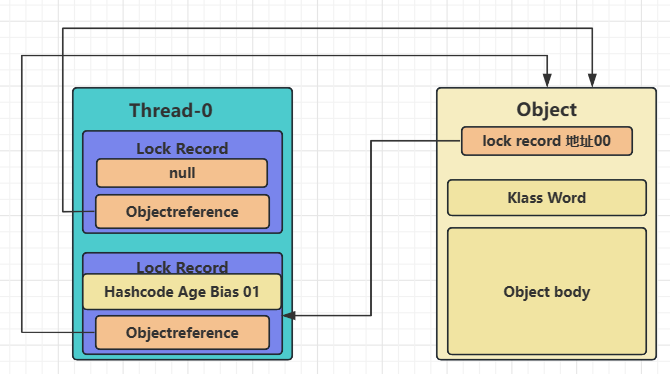 Thread-0
Lock Record
null
Objectreference
Lock Record
Hashcode Age Bias 01
Objectreference
Object
lock record 地址00
Klass Word
Object body